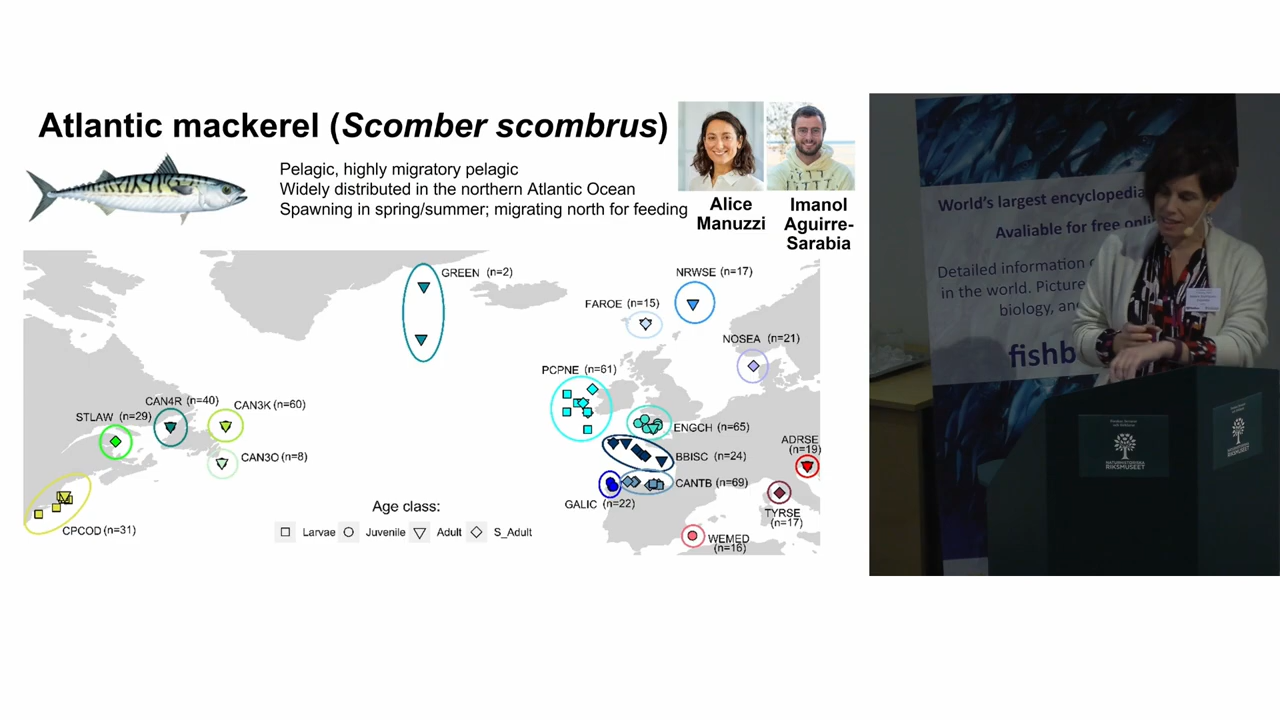 Atlantic mackerel (Scomber scombrus)
Pelagic, highly migratory pelagic
Widely distributed in the northern Atlantic Ocean
Spawning in spring/summer; migrating north for feeding
Alice
Manuzzi
Imanol
Aguirre-
Sarabia
GREEN (n=2)
NRWSE (n=17)
FAROE (n=15)
NOSEA (n=21)
PCPNE (n=61)
CAN4R (n=40)
CAN3K (n=60)
STLAW (n=29)
ENGCH (n=65)
ADRSE
(n=19)
BBISC (n=24)
CAN3O (n=8)
CANTB (n=69)
GALIC (n=22)
TYRSE
(n=17)
CPCOD (n=31)
WEMED
(n=16)
Age class:
Larvae
Juvenile
Adult
S_Adult
World's largest encyclopedia
Avaliable for free onli
Detailed information
in the world. Picture
biology, an
fishb
NATURHISTORISKA
RIKSMUSEET